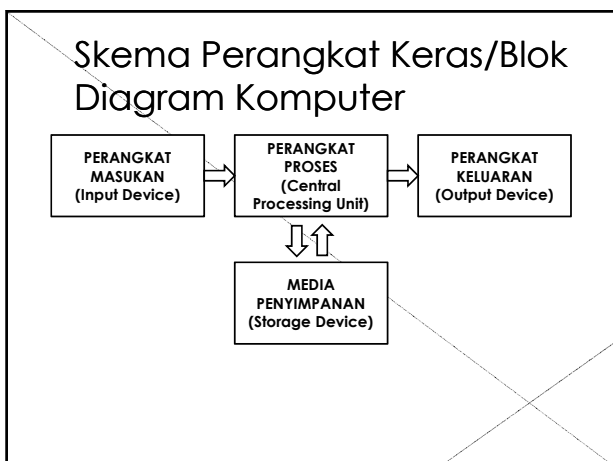 Skema Perangkat Keras/Blok
Diagram Komputer
PERANGKAT
MASUKAN
(Input Device)
PERANGKAT
PROSES
(Central
Processing Unit)
PERANGKAT
KELUARAN
(Output Device)
MEDIA
PENYIMPANAN
(Storage Device)